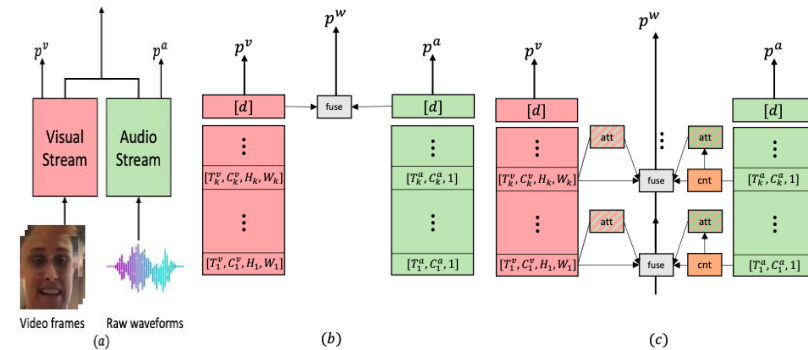 p^v
p^a
Visual
Stream
Audio
Stream
Video frames
Raw waveforms
(a)
p^v
p^w
p^a
[d]
fuse
[d]
⋮
⋮
[T_k^v, C_k^v, H_k, W_k]
[T_k^a, C_k^a, 1]
⋮
⋮
[T_1^v, C_1^v, H_1, W_1]
[T_1^a, C_1^a, 1]
(b)
p^w
p^v
p^a
[d]
[d]
att
⋮
att
⋮
⋮
[T_k^v, C_k^v, H_k, W_k]
fuse
cnt
[T_k^a, C_k^a, 1]
att
att
⋮
⋮
[T_1^v, C_1^v, H_1, W_1]
fuse
cnt
[T_1^a, C_1^a, 1]
(c)